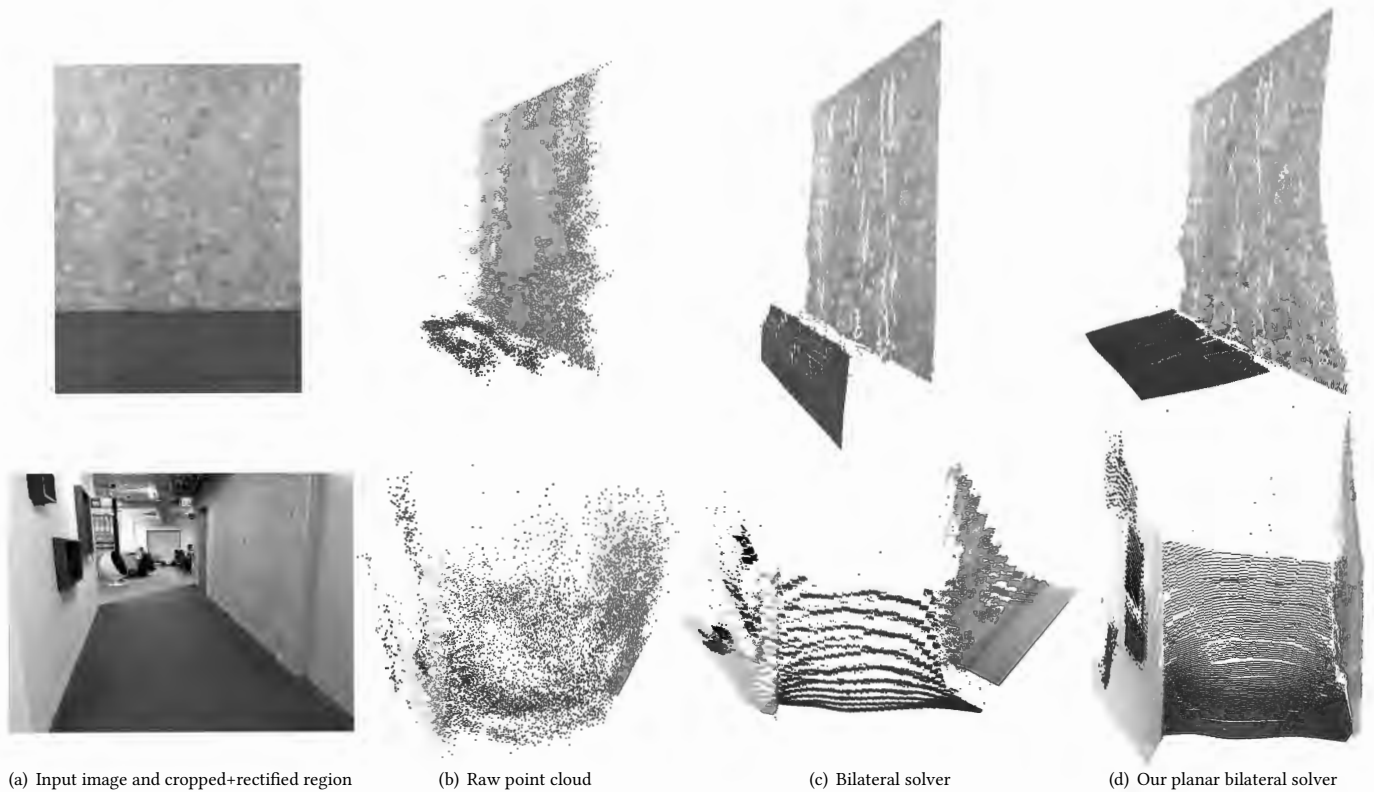 (a) Input image and cropped+rectified region
(b) Raw point cloud
(c) Bilateral solver
(d) Our planar bilateral solver